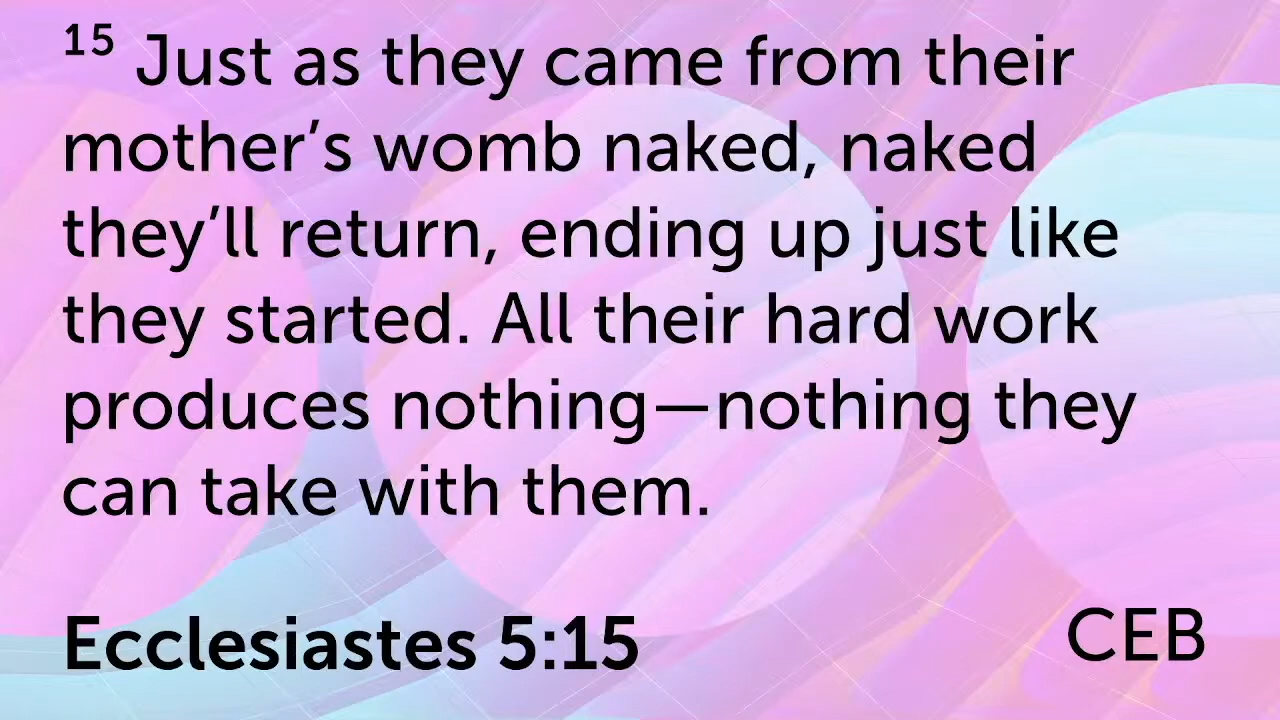 15 Just as they came from their
mother’s womb naked, naked
they’ll return, ending up just like
they started. All their hard work
produces nothing—nothing they
can take with them.
Ecclesiastes 5:15
CEB